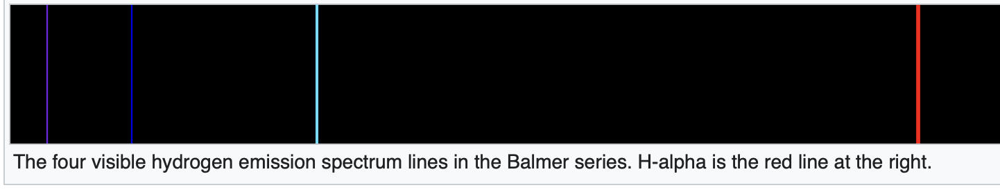 The four visible hydrogen emission spectrum lines in the Balmer series. H-alpha is the red line at the right.